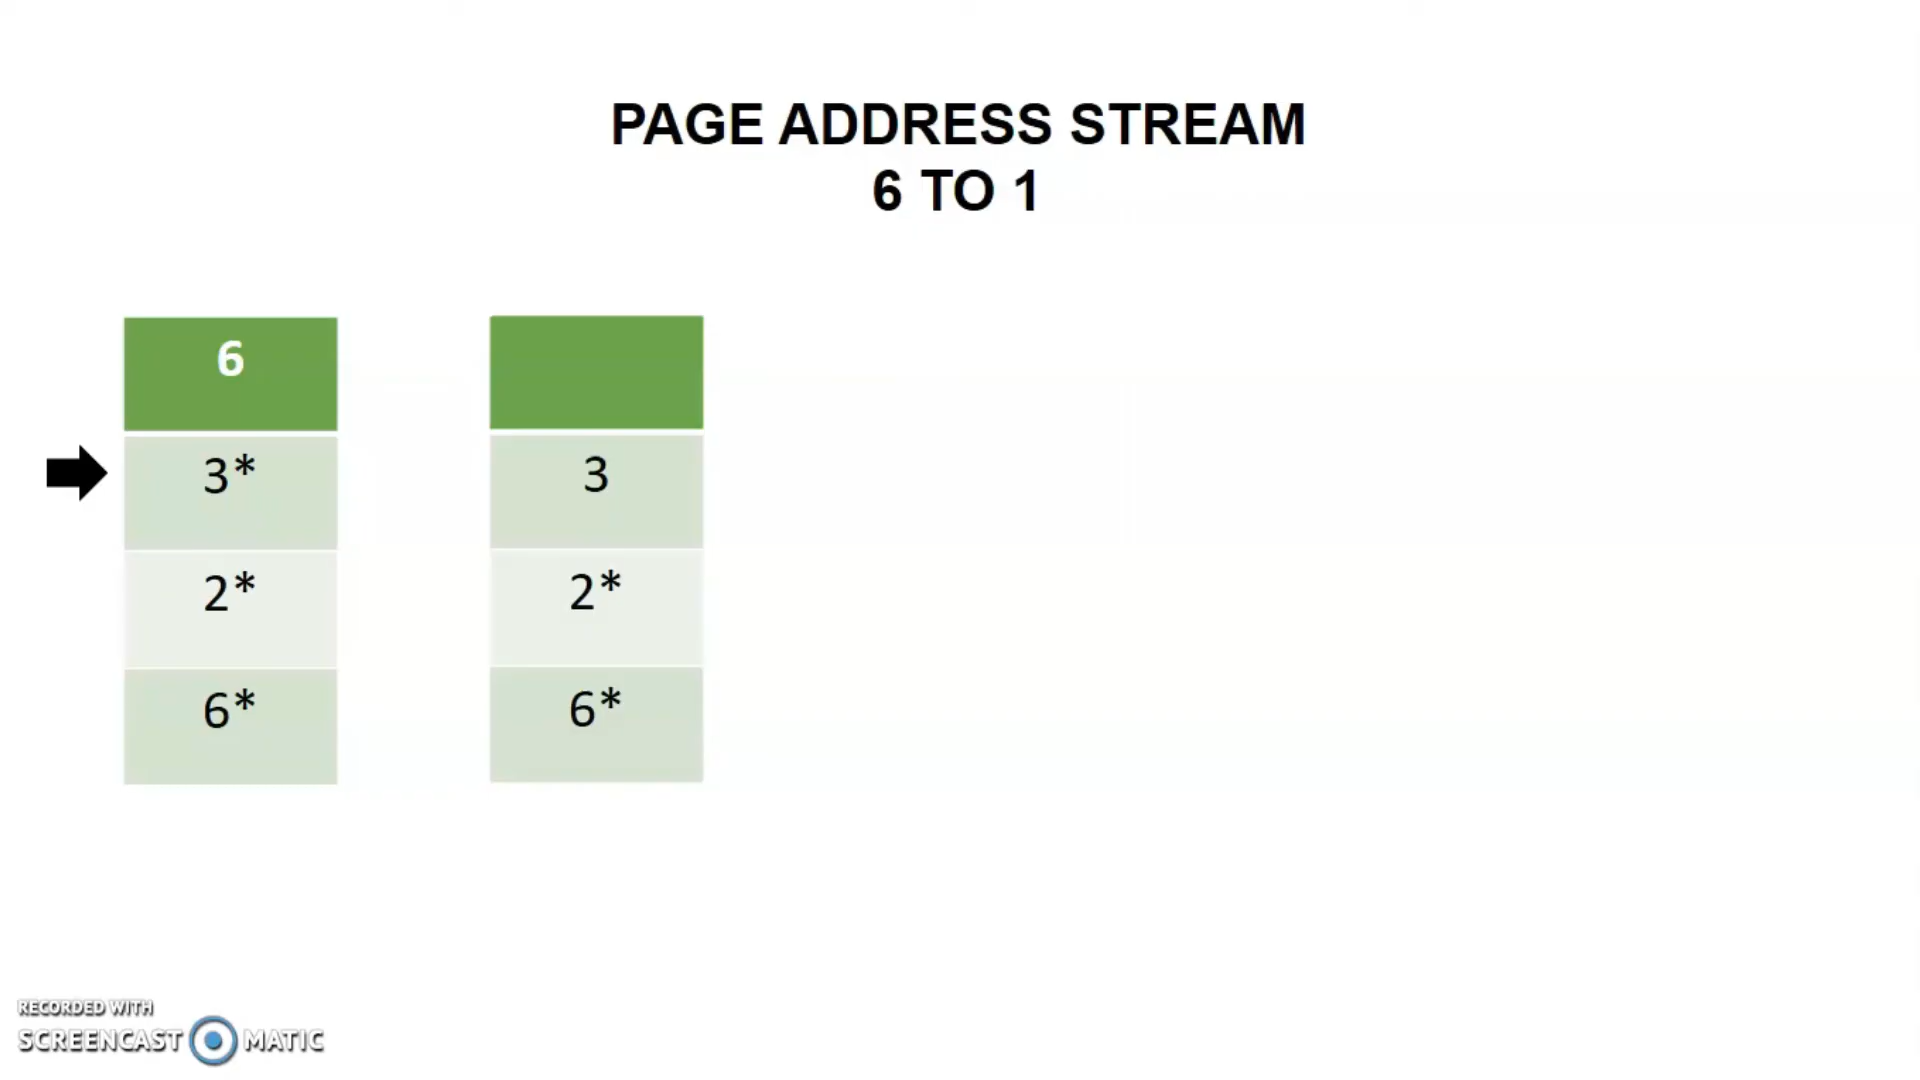 PAGE ADDRESS STREAM
6 TO 1
6
3*
3
2*
2*
6*
6*
RECORDED WITH
SCREENCAST MATIC